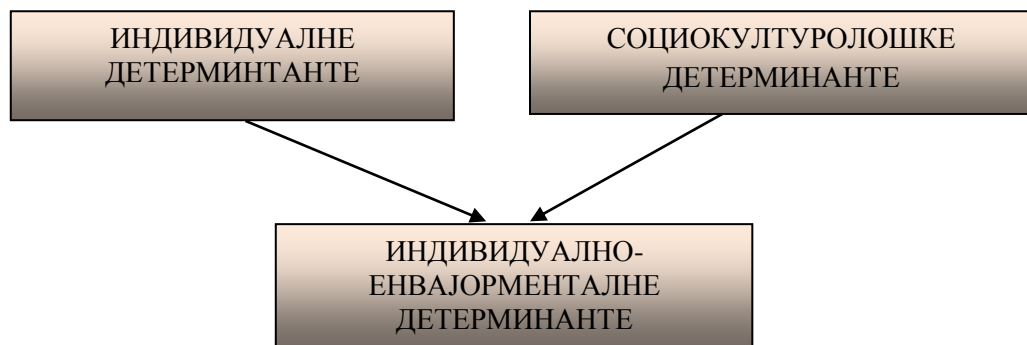 ИНДИВИДУАЛНЕ
ДЕТЕРМИНТАНТЕ
СОЦИОКУЛТУРОЛОШКЕ
ДЕТЕРМИНАНТЕ
ИНДИВИДУАЛНО-
ЕНВАЈОРМЕНТАЛНЕ
ДЕТЕРМИНАНТЕ